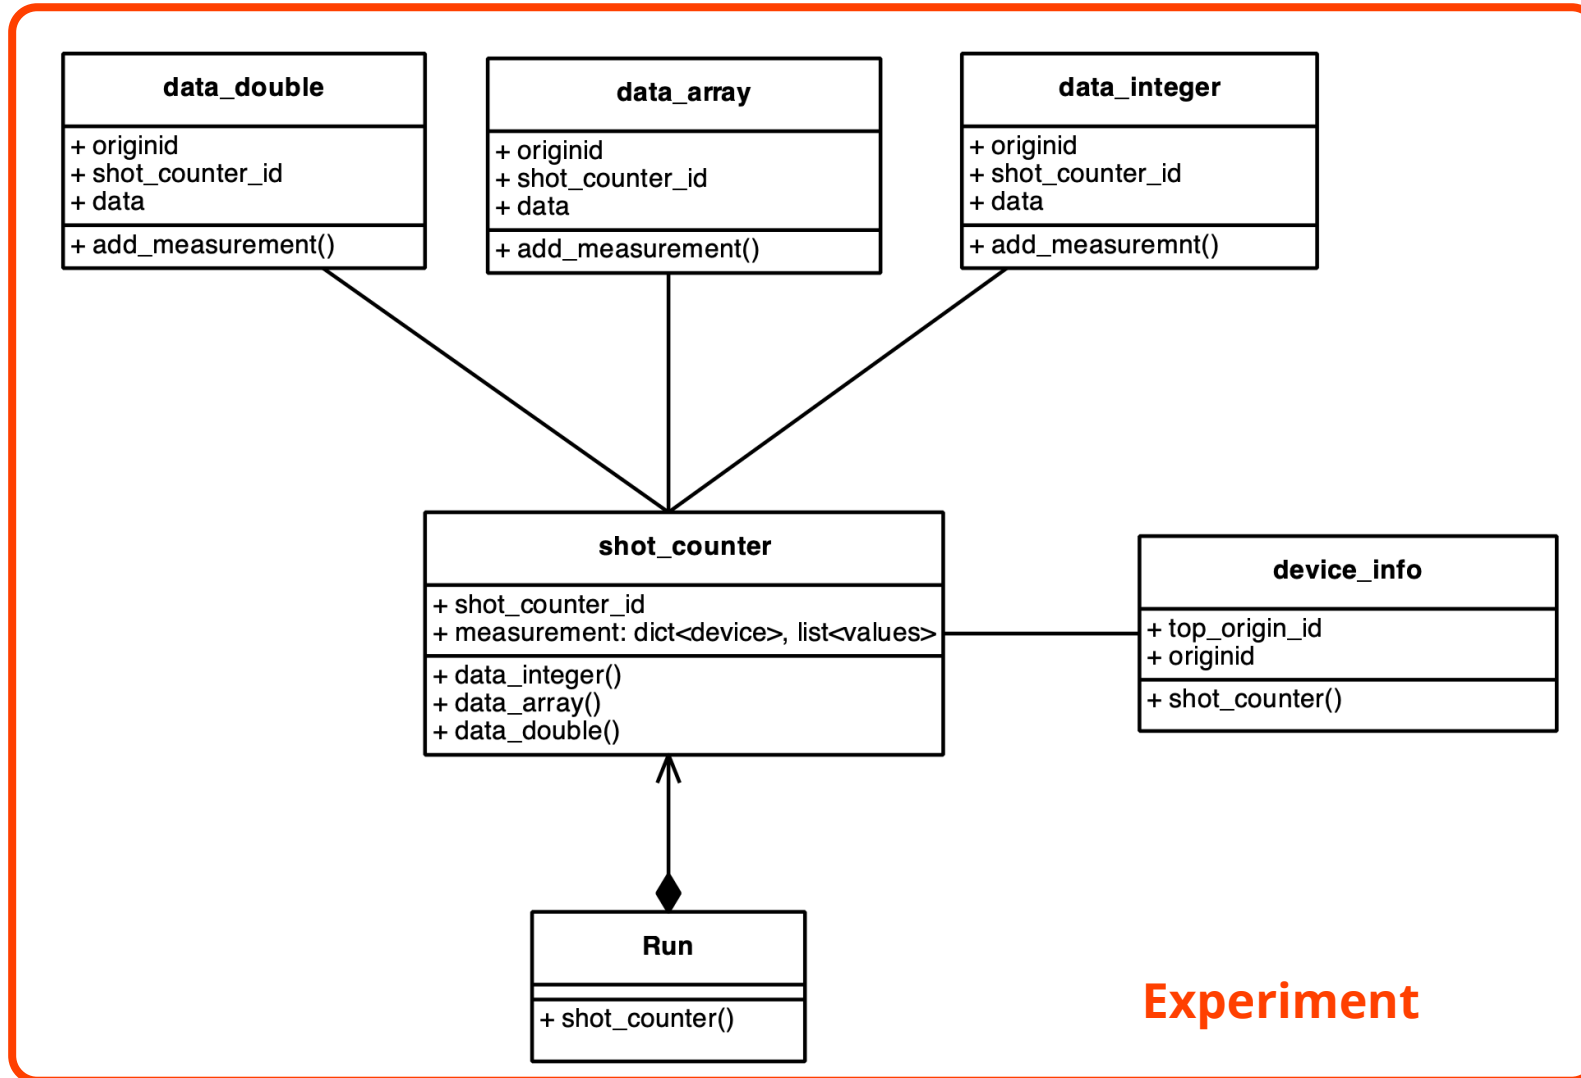 data_double
+ originid
+ shot_counter_id
+ data
+ add_measurement()
data_array
+ originid
+ shot_counter_id
+ data
+ add_measurement()
data_integer
+ originid
+ shot_counter_id
+ data
+ add_measuremnt()
shot_counter
+ shot_counter_id
+ measurement: dict<device>, list<values>
+ data_integer()
+ data_array()
+ data_double()
device_info
+ top_origin_id
+ originid
+ shot_counter()
Run
+ shot_counter()
Experiment